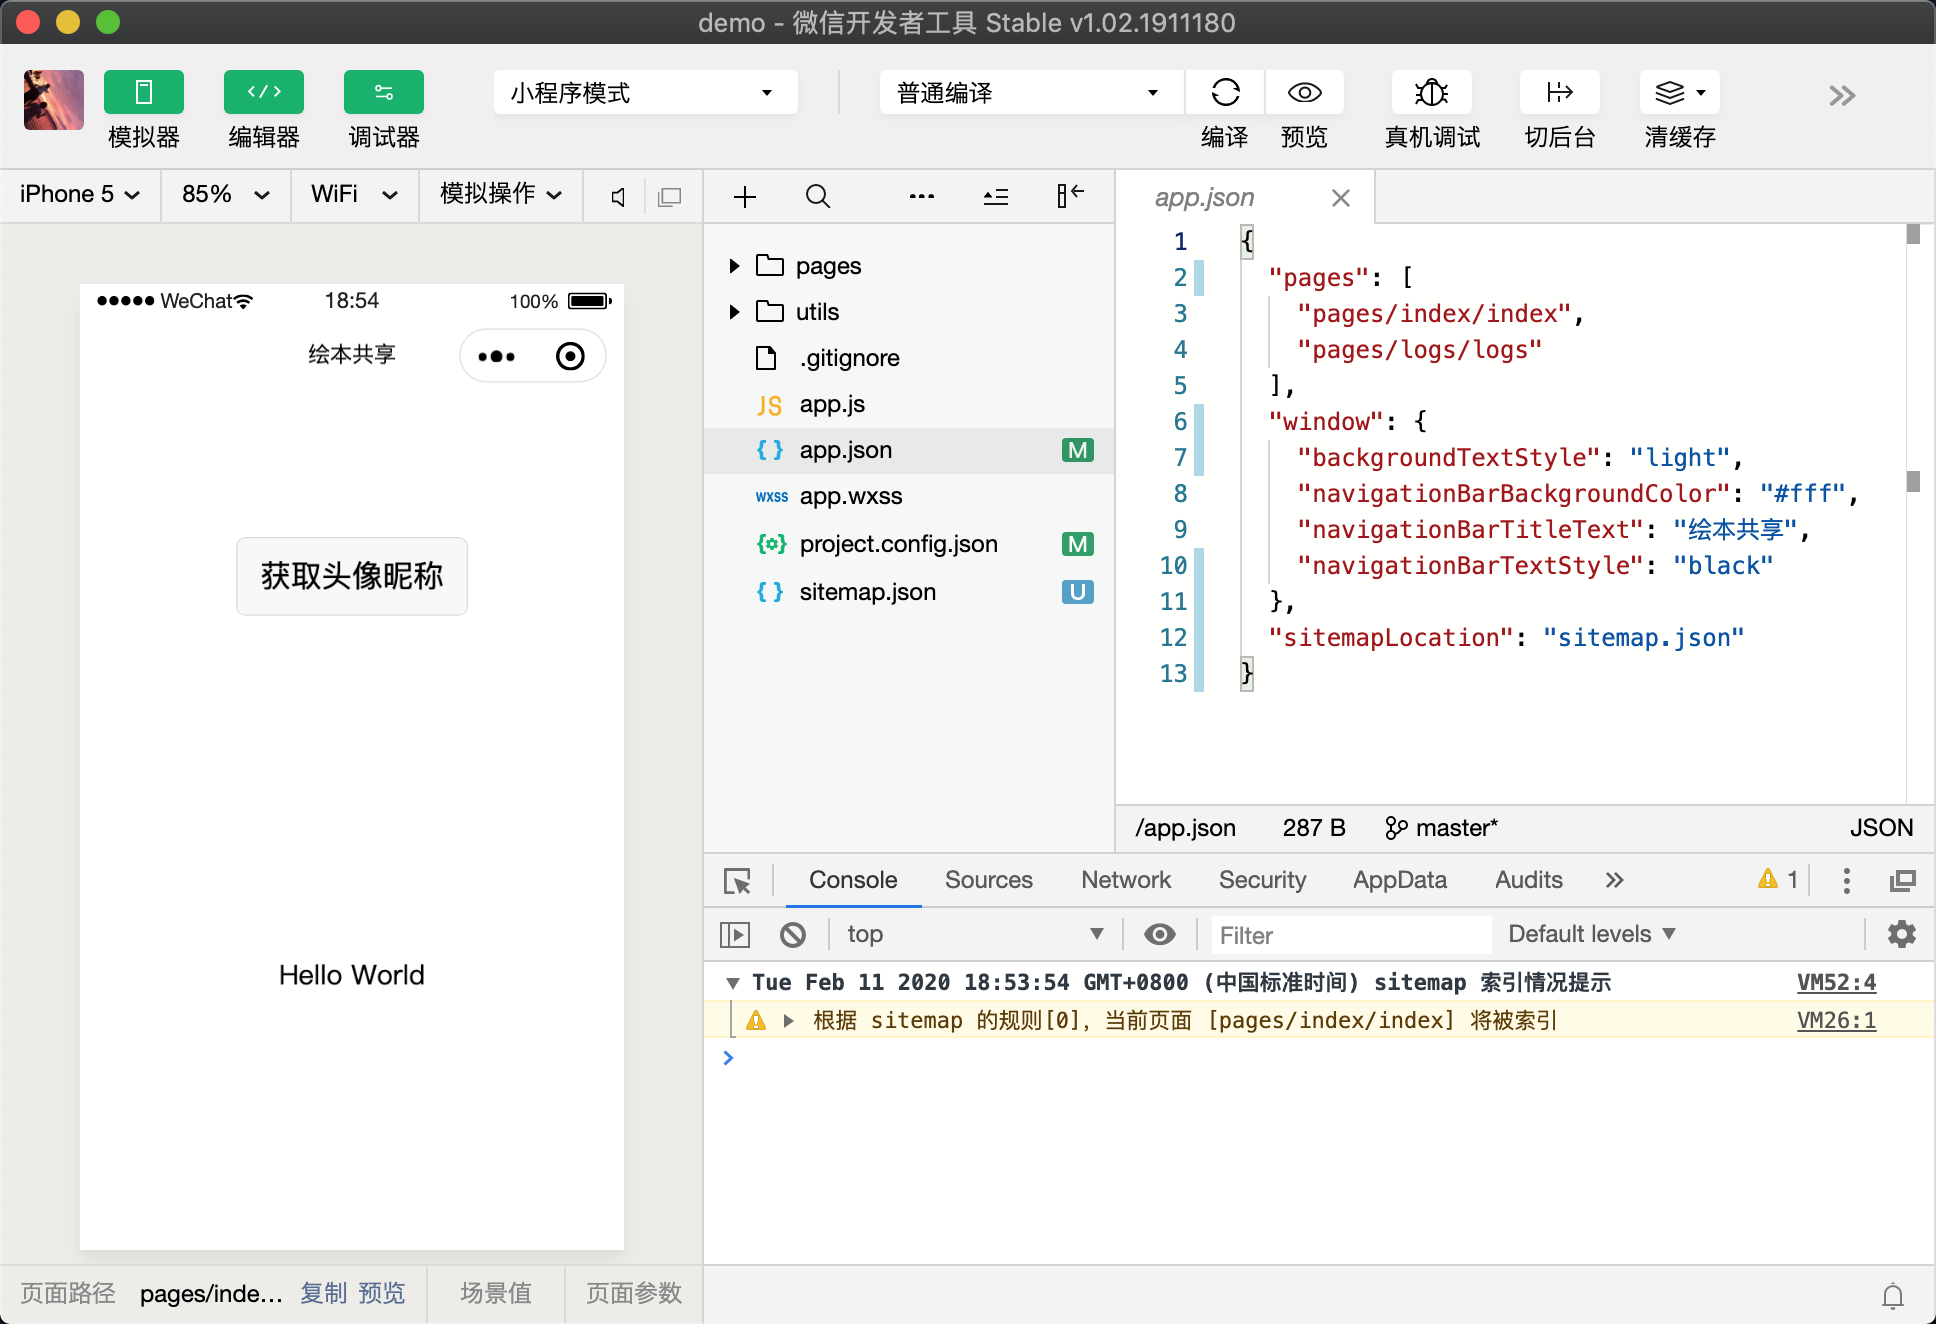 demo - 微信开发者工具 Stable v1.02.1911180
模拟器
编辑器
调试器
小程序模式
普通编译
编译
预览
真机调试
切后台
清缓存
iPhone 5
85%
WiFi
模拟操作
WeChat
18:54
100%
绘本共享
获取头像昵称
Hello World
页面路径
pages/inde...
复制
预览
场景值
页面参数
pages
utils
.gitignore
JS app.js
{ } app.json M
wxss app.wxss
{ } project.config.json M
{ } sitemap.json U
app.json
1 {
2 "pages": [
3 "pages/index/index",
4 "pages/logs/logs"
5 ],
6 "window": {
7 "backgroundTextStyle": "light",
8 "navigationBarBackgroundColor": "#fff",
9 "navigationBarTitleText": "绘本共享",
10 "navigationBarTextStyle": "black"
11 },
12 "sitemapLocation": "sitemap.json"
13 }
/app.json
287 B
master*
JSON
Console
Sources
Network
Security
AppData
Audits
1
top
Filter
Default levels
Tue Feb 11 2020 18:53:54 GMT+0800 (中国标准时间) sitemap 索引情况提示 VM52:4
根据 sitemap 的规则[0]，当前页面 [pages/index/index] 将被索引 VM26:1